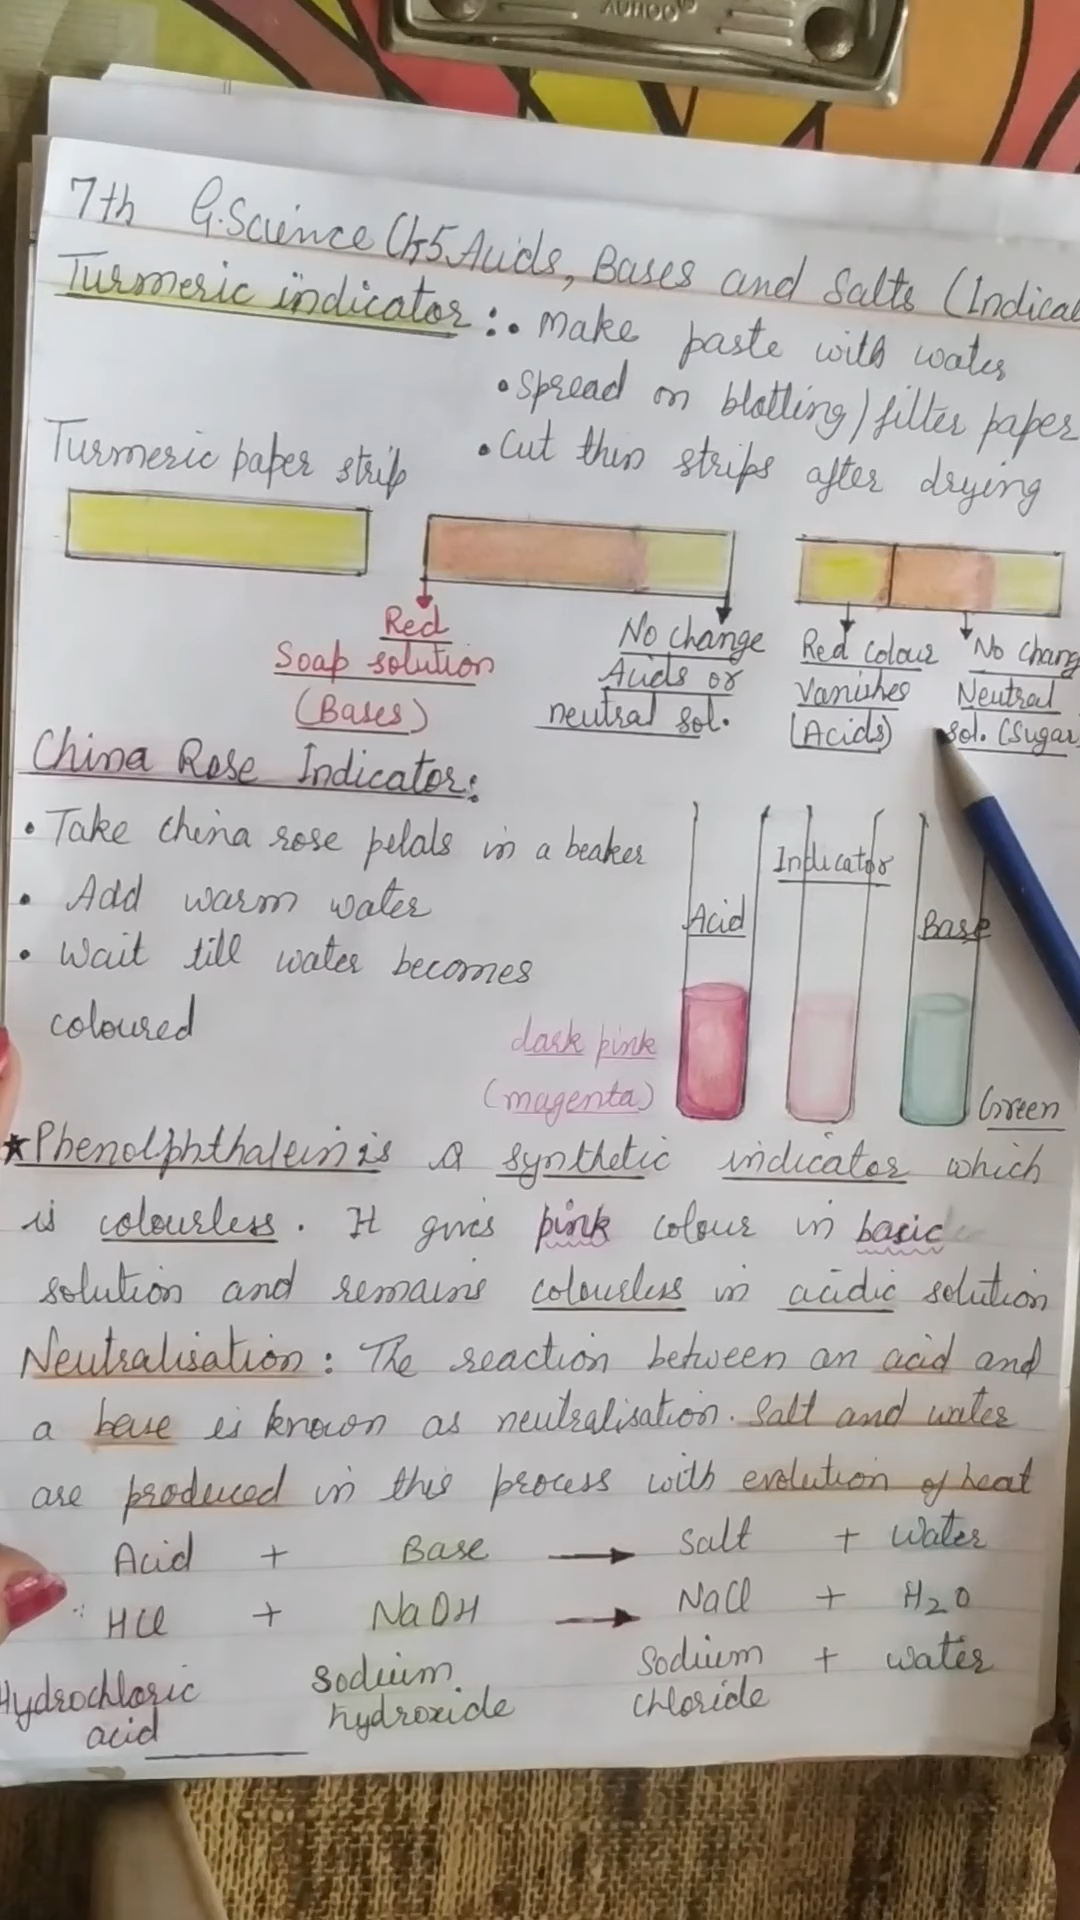 7th G.Science Ch5. Acids, Bases and Salts (Indicat
Turmeric indicator :. Make paste with water
• Spread on blotting / filter paper
• Cut thin strips after drying
Turmeric paper strip
Red
Soap solution
(Bases)
No change
Acids or
neutral sol.
Red colour
Vanishes
(Acids)
No chang
Neutral
sol. (Sugar
China Rose Indicator:
• Take china rose petals in a beaker
• Add warm water
• Wait till water becomes
coloured
Acid
Indicator
Base
dark pink
(magenta)
Green
★Phenolphthalein is a synthetic indicator which
is colourless. It gives pink colour in basic
solution and remains colourless in acidic solution
Neutralisation : The reaction between an acid and
a base is known as neutralisation. Salt and water
are produced in this process with evolution of heat
Acid + Base → Salt + Water
HCl + NaOH → NaCl + H₂O
Hydrochloric acid Sodium hydroxide Sodium chloride + water